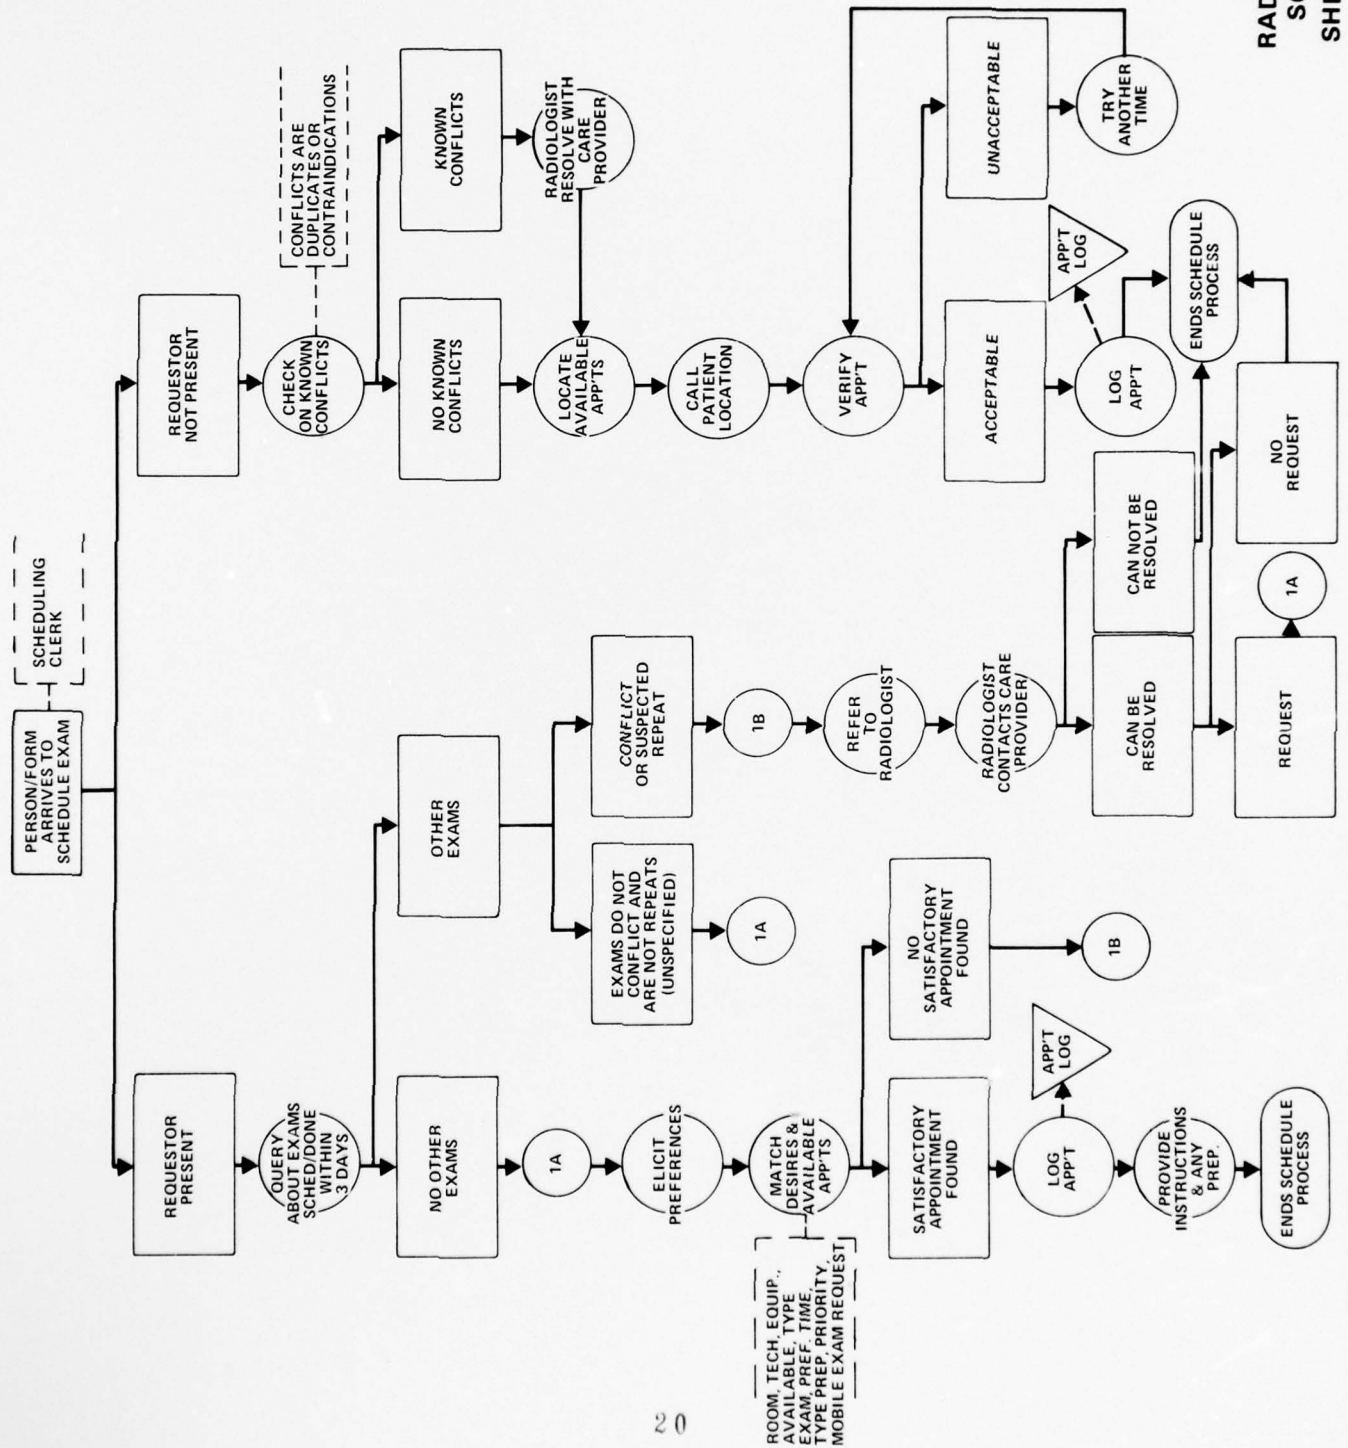 PERSON/FORM
ARRIVES TO
SCHEDULE EXAM
SCHEDULING
CLERK
REQUESTOR
PRESENT
REQUESTOR
NOT PRESENT
QUERY
ABOUT EXAMS
SCHED/DONE
WITHIN
3 DAYS
CHECK
ON KNOWN
CONFLICTS
CONFLICTS ARE
DUPLICATES OR
CONTRAINDICATIONS
NO OTHER
EXAMS
OTHER
EXAMS
NO KNOWN
CONFLICTS
KNOWN
CONFLICTS
1A
EXAMS DO NOT
CONFLICT AND
ARE NOT REPEATS
(UNSPECIFIED)
CONFLICT
OR SUSPECTED
REPEAT
LOCATE
AVAILABLE
APP'TS
RADIOLOGIST
RESOLVE WITH
CARE
PROVIDER
ELICIT
PREFERENCES
1A
1B
CALL
PATIENT
LOCATION
ROOM, TECH, EQUIP.,
AVAILABLE, TYPE
EXAM, PREF. TIME,
TYPE PREP, PRIORITY,
MOBILE EXAM REQUEST
MATCH
DESIRES &
AVAILABLE
APP'TS
REFER
TO
RADIOLOGIST
VERIFY
APP'T
SATISFACTORY
APPOINTMENT
FOUND
NO
SATISFACTORY
APPOINTMENT
FOUND
RADIOLOGIST
CONTACTS CARE
PROVIDER/
ACCEPTABLE
UNACCEPTABLE
LOG
APP'T
APP'T
LOG
1B
CAN BE
RESOLVED
CAN NOT BE
RESOLVED
LOG
APP'T
APP'T
LOG
TRY
ANOTHER
TIME
PROVIDE
INSTRUCTIONS
& ANY
PREP.
ENDS SCHEDULE
PROCESS
ENDS SCHEDULE
PROCESS
REQUEST
1A
NO
REQUEST
RAD
SC
SHE
20